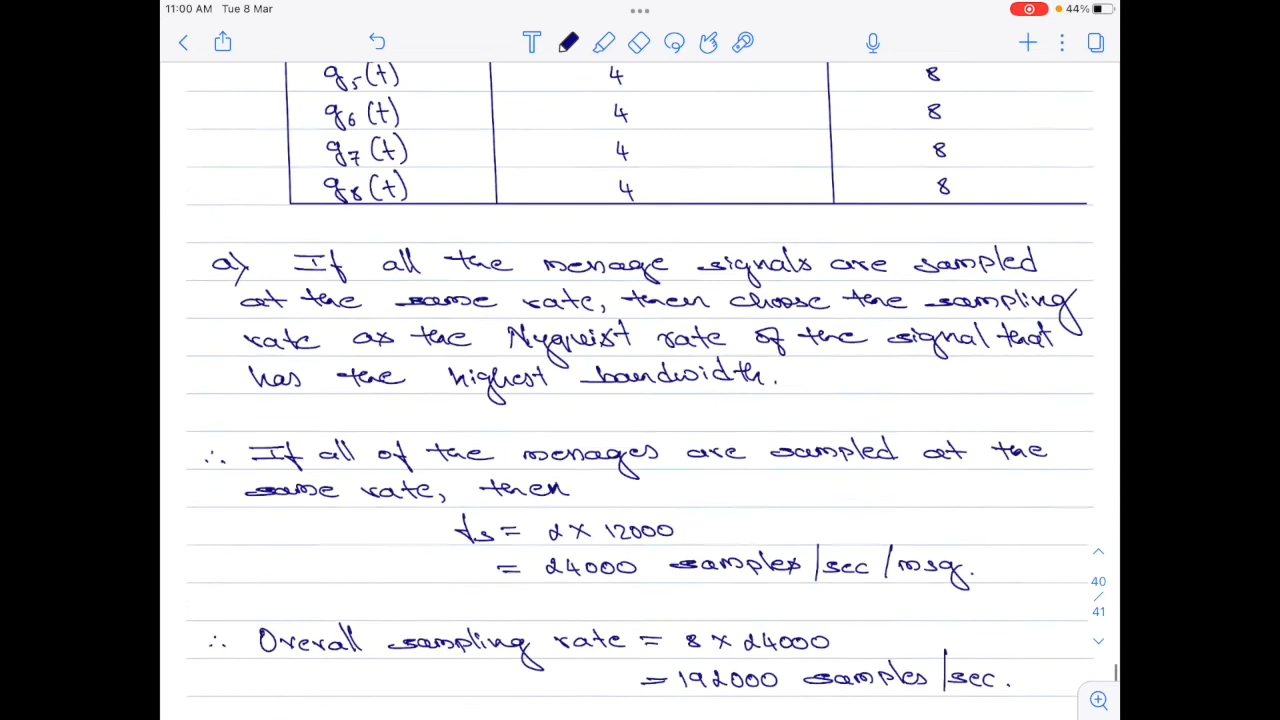 11:00 AM Tue 8 Mar
44%
g5(t) 4 8
g6(t) 4 8
g7(t) 4 8
g8(t) 4 8
a) If all the message signals are sampled
at the same rate, then choose the sampling
rate as the Nyquist rate of the signal that
has the highest bandwidth.
∴ If all of the messages are sampled at the
same rate, then
fs = 2 × 12000
= 24000 samples/sec/msg.
∴ Overall sampling rate = 8 × 24000
= 192000 samples/sec.
40
/
41